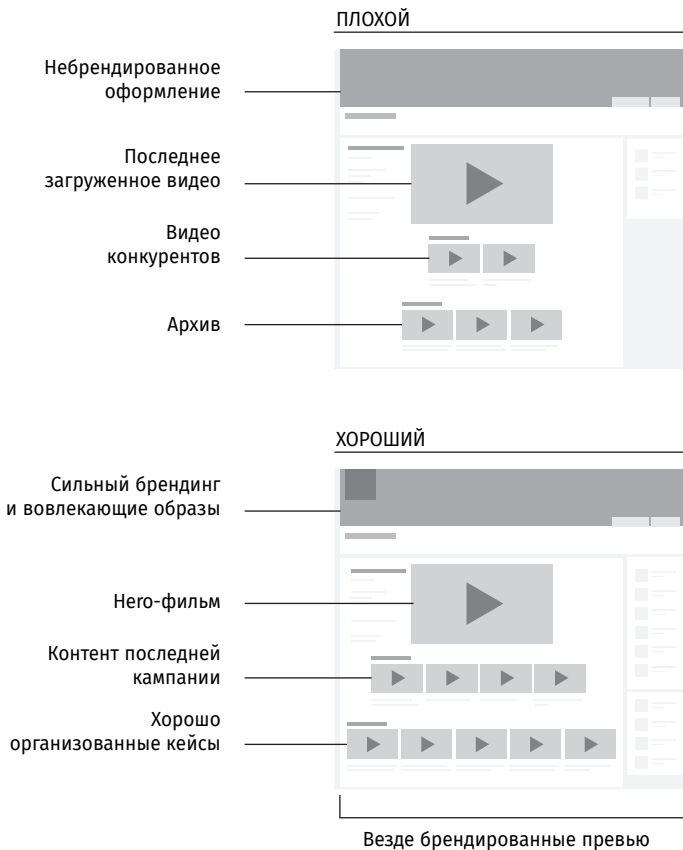 ПЛОХОЙ
Небрендированное
оформление
Последнее
загруженное видео
Видео
конкурентов
Архив
ХОРОШИЙ
Сильный брендинг
и вовлекающие образы
Hero-фильм
Контент последней
кампании
Хорошо
организованные кейсы
Везде брендированные превью